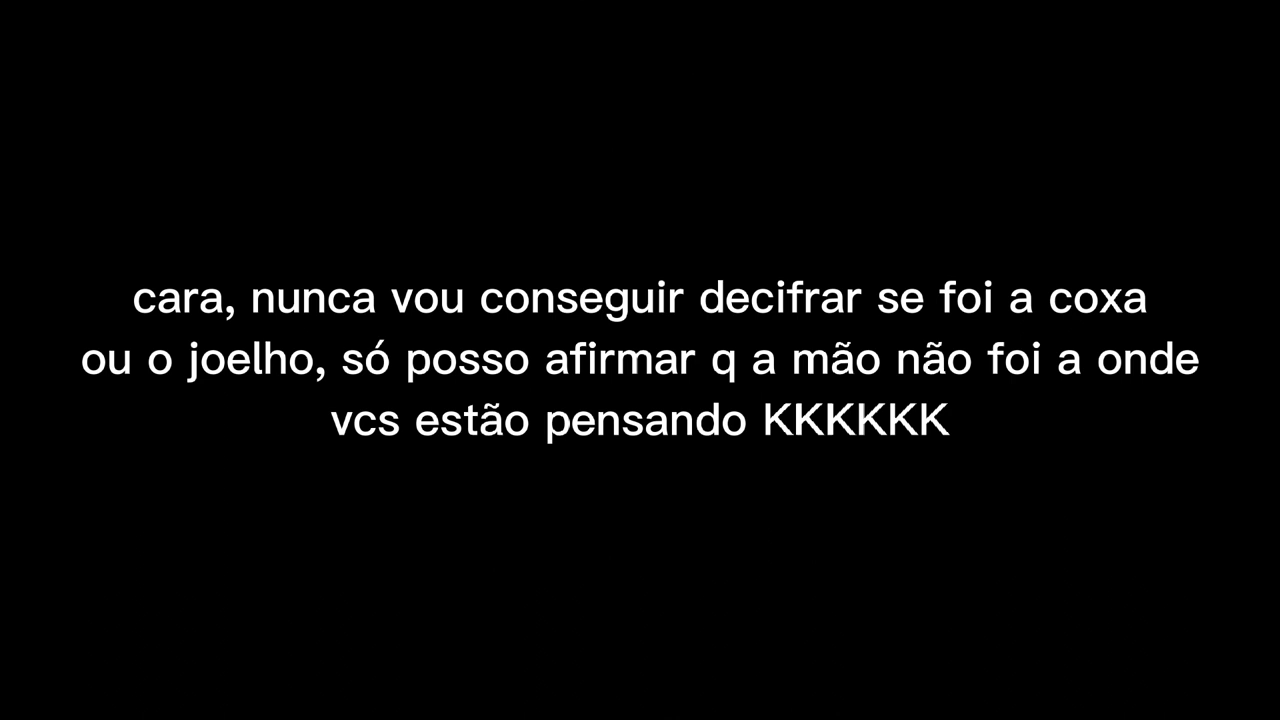 cara, nunca vou conseguir decifrar se foi a coxa
ou o joelho, só posso afirmar q a mão não foi a onde
vcs estão pensando KKKKKK